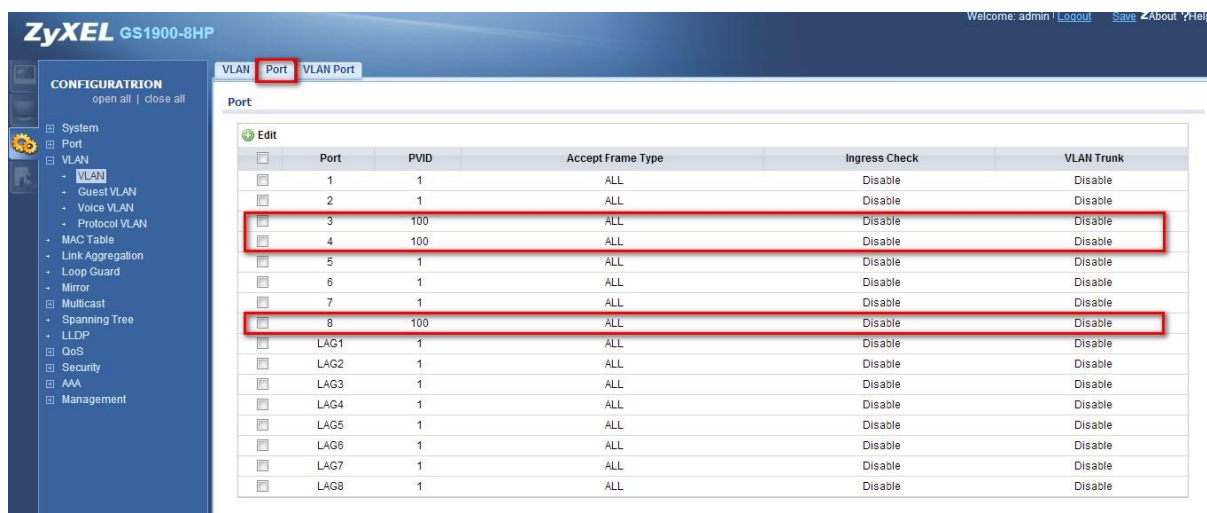 Welcome: admin | Logout Save ZAbout ?Hel
ZyXEL GS1900-8HP
VLAN Port VLAN Port
CONFIGURATRION
open all | close all
System
Port
VLAN
VLAN
Guest VLAN
Voice VLAN
Protocol VLAN
MAC Table
Link Aggregation
Loop Guard
Mirror
Multicast
Spanning Tree
LLDP
QoS
Security
AAA
Management
Port
Edit
Port PVID Accept Frame Type Ingress Check VLAN Trunk
1 1 ALL Disable Disable
2 1 ALL Disable Disable
3 100 ALL Disable Disable
4 100 ALL Disable Disable
5 1 ALL Disable Disable
6 1 ALL Disable Disable
7 1 ALL Disable Disable
8 100 ALL Disable Disable
LAG1 1 ALL Disable Disable
LAG2 1 ALL Disable Disable
LAG3 1 ALL Disable Disable
LAG4 1 ALL Disable Disable
LAG5 1 ALL Disable Disable
LAG6 1 ALL Disable Disable
LAG7 1 ALL Disable Disable
LAG8 1 ALL Disable Disable